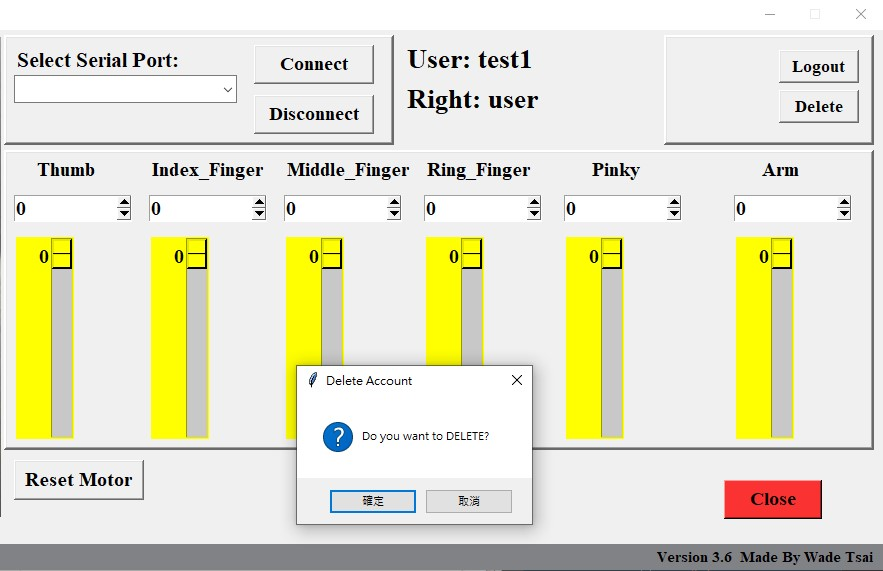 Select Serial Port:
Connect
Disconnect
User: test1
Right: user
Logout
Delete
Thumb
Index_Finger
Middle_Finger
Ring_Finger
Pinky
Arm
0
0
0
0
0
0
0
0
0
0
0
0
Delete Account
Do you want to DELETE?
確定
取消
Reset Motor
Close
Version 3.6 Made By Wade Tsai